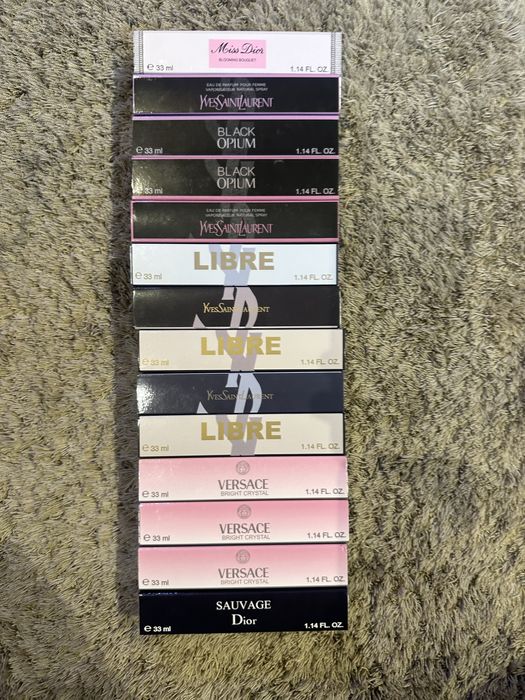 Miss Dior
BLOOMING BOUQUET
e 33 ml 1.14 FL. OZ.
EAU DE PARFUM POUR FEMME
VAPORISATEUR NATURAL SPRAY
YVESSAINTLAURENT
BLACK
OPIUM
e 33 ml 1.14 FL. OZ.
BLACK
OPIUM
e 33 ml 1.14 FL. OZ.
EAU DE PARFUM POUR FEMME
VAPORISATEUR NATURAL SPRAY
YVESSAINTLAURENT
LIBRE
e 33 ml 1.14 FL. OZ.
YVESSAINTLAURENT
LIBRE
e 33 ml 1.14 FL. OZ.
YVESSAINTLAURENT
LIBRE
e 33 ml 1.14 FL. OZ.
VERSACE
BRIGHT CRYSTAL
e 33 ml 1.14 FL. OZ.
VERSACE
BRIGHT CRYSTAL
e 33 ml 1.14 FL. OZ.
VERSACE
BRIGHT CRYSTAL
e 33 ml 1.14 FL. OZ.
SAUVAGE
Dior
e 33 ml 1.14 FL. OZ.